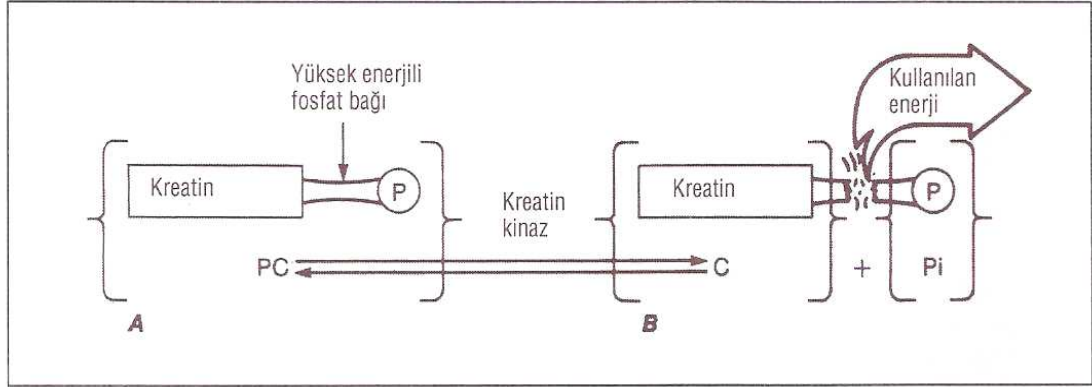 Yüksek enerjili
fosfat bağı
Kullanılan
enerji
Kreatin
P
Kreatin
kinaz
Kreatin
P
PC
C
+
Pi
A
B